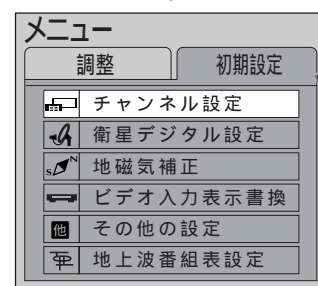 メニュー
調整 初期設定
チャンネル設定
衛星デジタル設定
S N 地磁気補正
ビデオ入力表示書換
他 その他の設定
地上波番組表設定